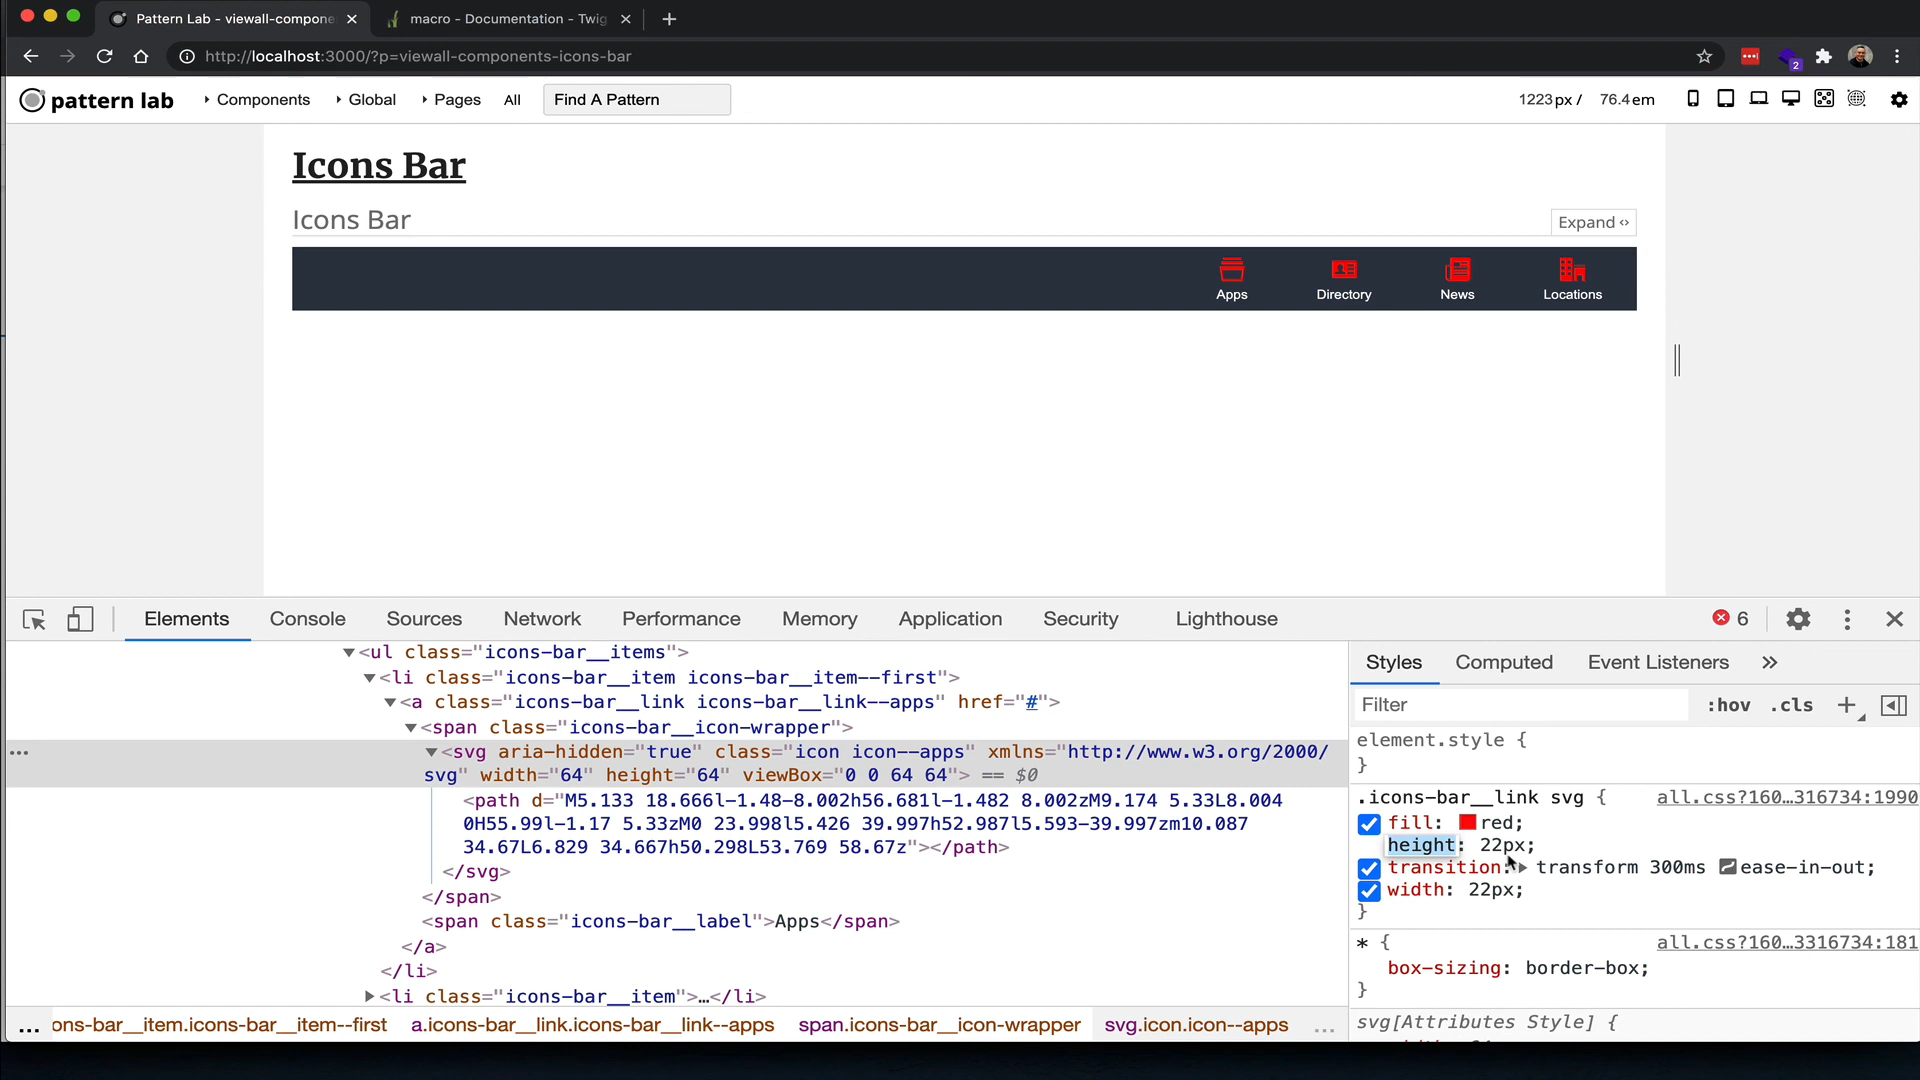 Pattern Lab - viewall-compone
macro - Documentation - Twig
http://localhost:3000/?p=viewall-components-icons-bar
2
pattern lab
Components
Global
Pages
All
Find A Pattern
1223px / 76.4em
Icons Bar
Icons Bar
Expand
Apps
Directory
News
Locations
Elements
Console
Sources
Network
Performance
Memory
Application
Security
Lighthouse
6
<ul class="icons-bar__items">
<li class="icons-bar__item icons-bar__item--first">
<a class="icons-bar__link icons-bar__link--apps" href="#">
<span class="icons-bar__icon-wrapper">
<svg aria-hidden="true" class="icon icon--apps" xmlns="http://www.w3.org/2000/
svg" width="64" height="64" viewBox="0 0 64 64"> == $0
<path d="M5.133 18.666l-1.48-8.002h56.681l-1.482 8.002zM9.174 5.33L8.004
0H55.99l-1.17 5.33zM0 23.998l5.426 39.997h52.987l5.593-39.997zm10.087
34.67L6.829 34.667h50.298L53.769 58.67z"></path>
</svg>
</span>
<span class="icons-bar__label">Apps</span>
</a>
</li>
<li class="icons-bar__item">…</li>
... ons-bar__item.icons-bar__item--first a.icons-bar__link.icons-bar__link--apps span.icons-bar__icon-wrapper svg.icon.icon--apps ...
Styles
Computed
Event Listeners
Filter
:hov .cls
element.style {
}
.icons-bar__link svg { all.css?160…316734:1990
fill: red;
height: 22px;
transition: transform 300ms ease-in-out;
width: 22px;
}
* { all.css?160…3316734:181
box-sizing: border-box;
}
svg[Attributes Style] {